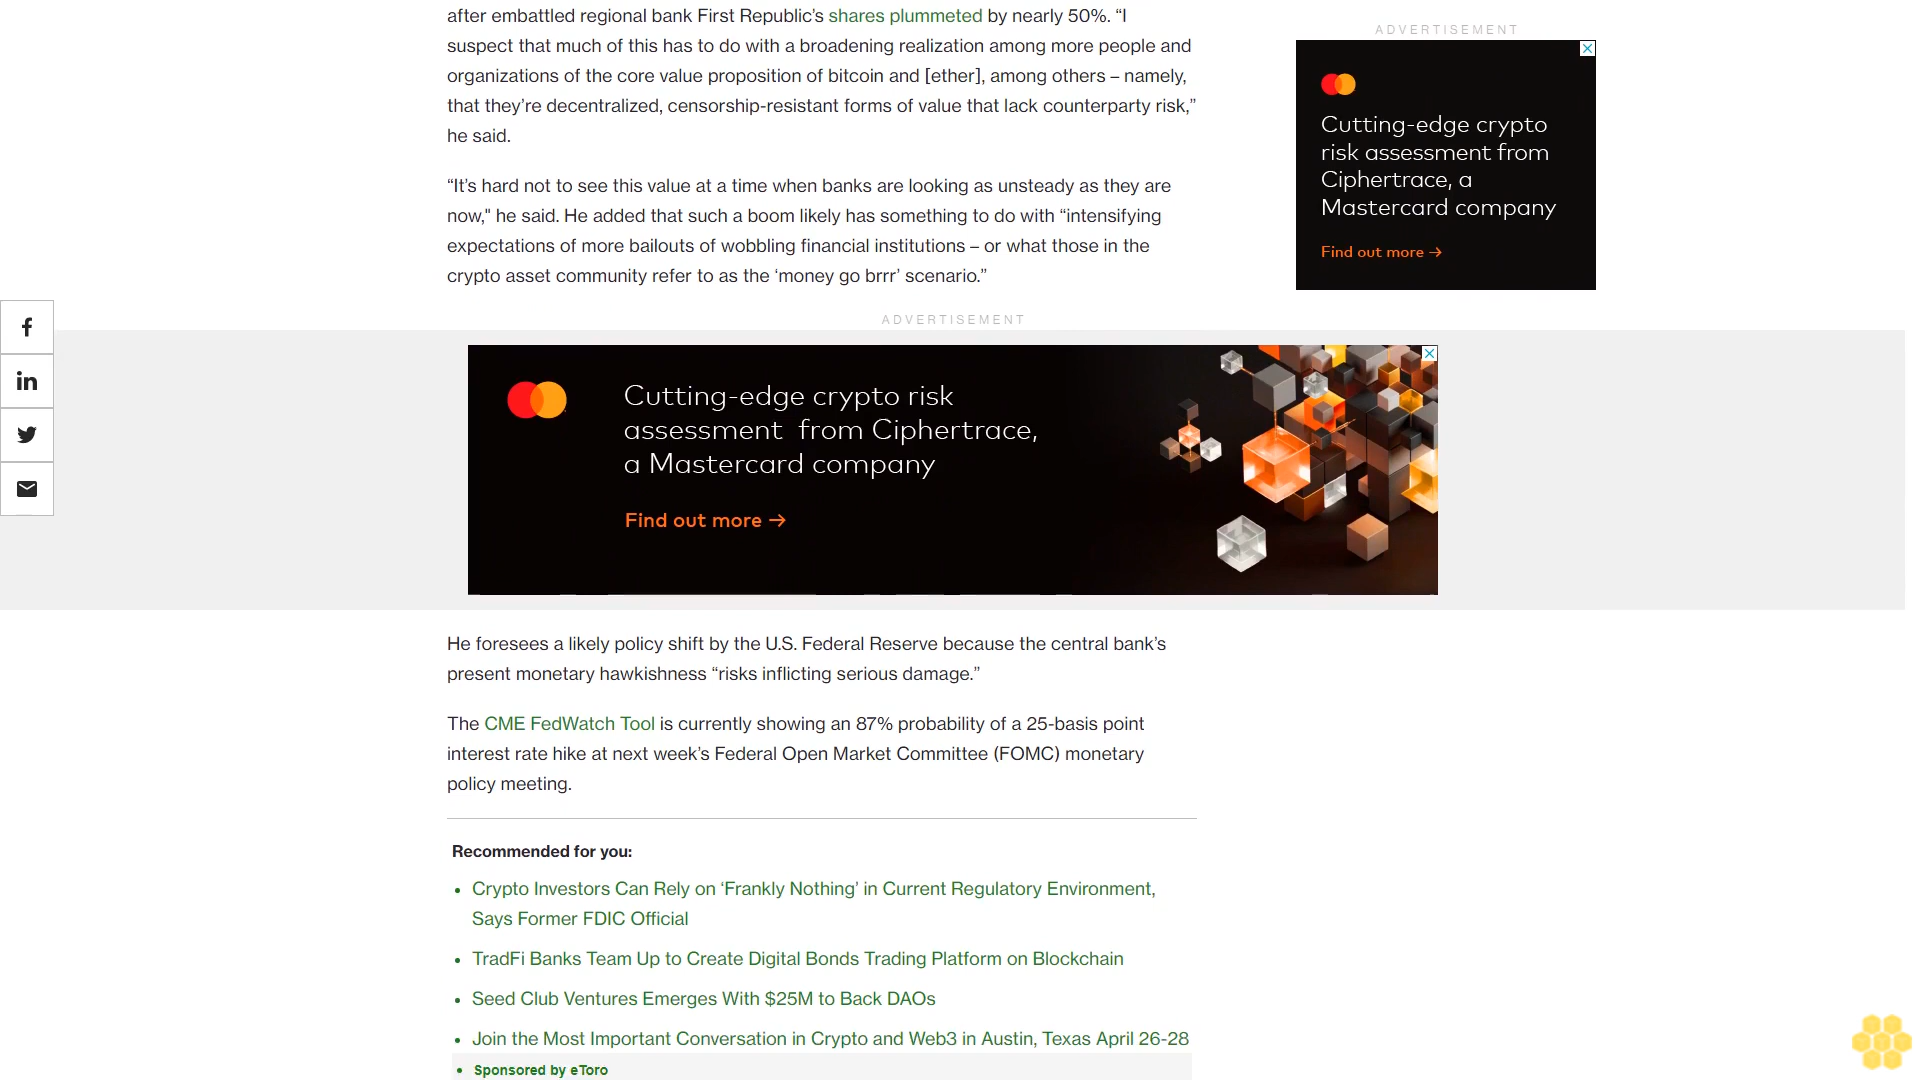 after embattled regional bank First Republic’s shares plummeted by nearly 50%. “I
suspect that much of this has to do with a broadening realization among more people and
organizations of the core value proposition of bitcoin and [ether], among others – namely,
that they’re decentralized, censorship-resistant forms of value that lack counterparty risk,”
he said.
“It’s hard not to see this value at a time when banks are looking as unsteady as they are
now," he said. He added that such a boom likely has something to do with “intensifying
expectations of more bailouts of wobbling financial institutions – or what those in the
crypto asset community refer to as the ‘money go brrr’ scenario.”
ADVERTISEMENT
Cutting-edge crypto
risk assessment from
Ciphertrace, a
Mastercard company
Find out more →
ADVERTISEMENT
Cutting-edge crypto risk
assessment from Ciphertrace,
a Mastercard company
Find out more →
He foresees a likely policy shift by the U.S. Federal Reserve because the central bank’s
present monetary hawkishness “risks inflicting serious damage.”
The CME FedWatch Tool is currently showing an 87% probability of a 25-basis point
interest rate hike at next week’s Federal Open Market Committee (FOMC) monetary
policy meeting.
Recommended for you:
• Crypto Investors Can Rely on ‘Frankly Nothing’ in Current Regulatory Environment,
Says Former FDIC Official
• TradFi Banks Team Up to Create Digital Bonds Trading Platform on Blockchain
• Seed Club Ventures Emerges With $25M to Back DAOs
• Join the Most Important Conversation in Crypto and Web3 in Austin, Texas April 26-28
• Sponsored by eToro